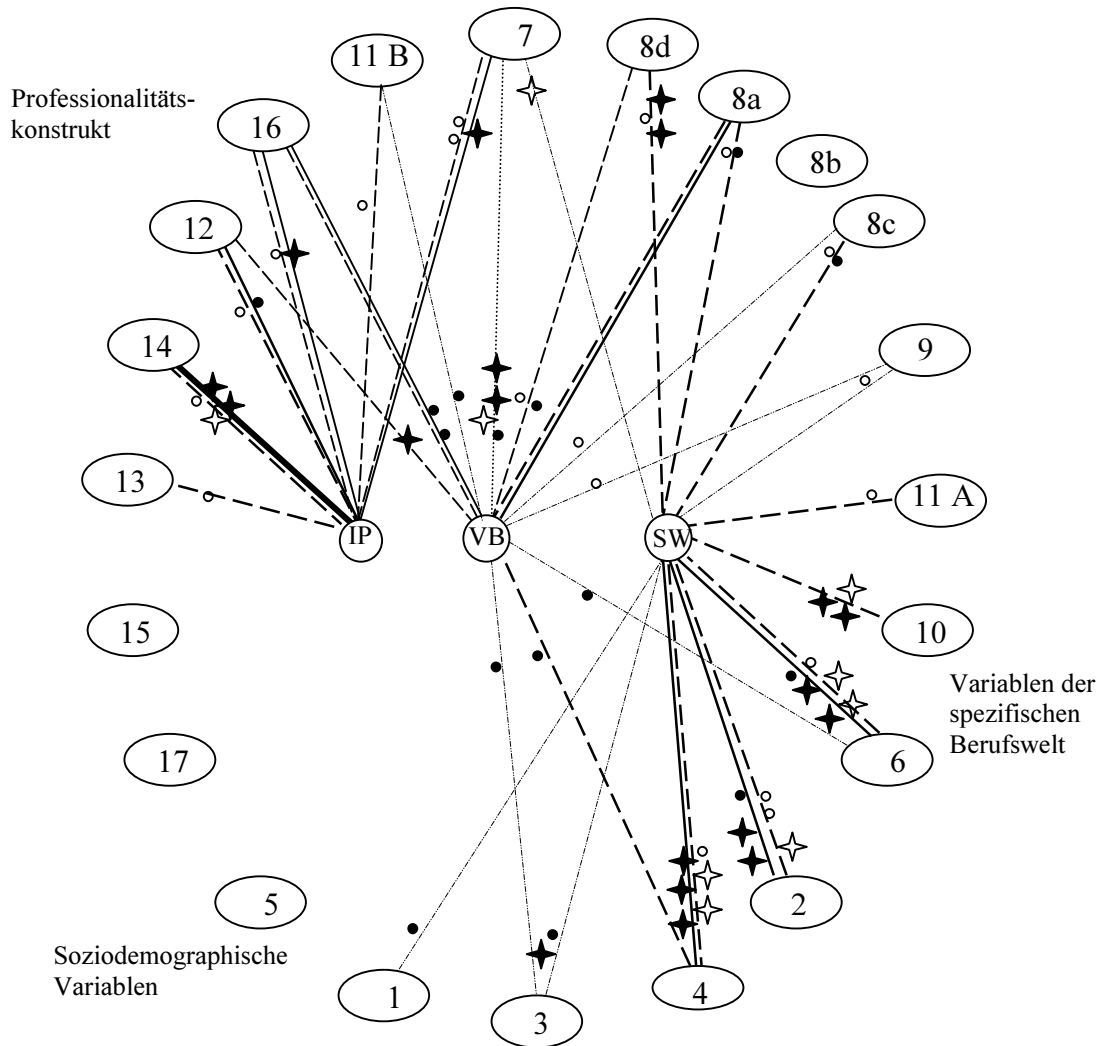 7
8d
11 B
8a
Professionalitäts-
konstrukt
16
8b
12
8c
14
9
13
11 A
IP
VB
SW
15
10
Variablen der
spezifischen
Berufswelt
17
6
5
2
Soziodemographische
Variablen
1
4
3